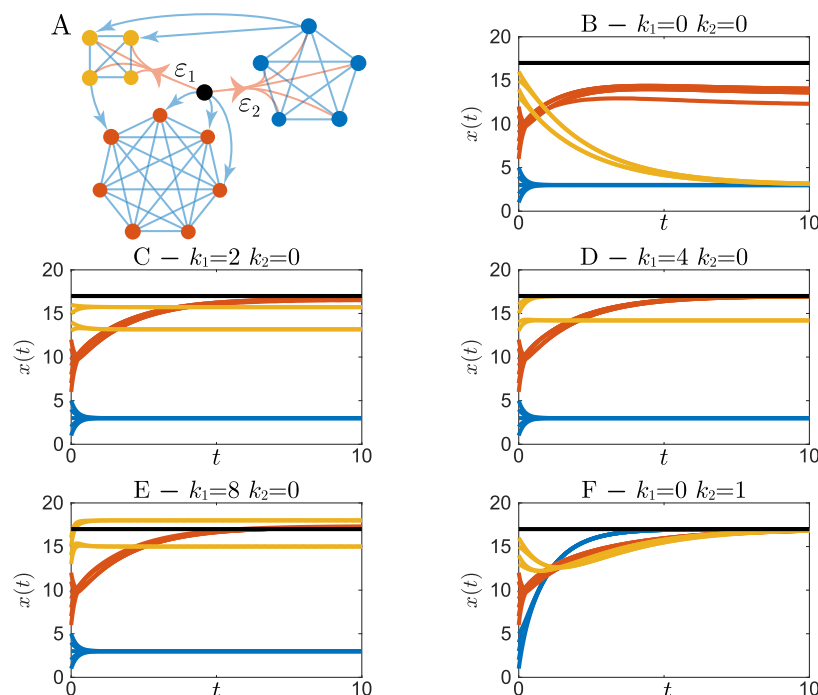 A
ε₁
ε₂
B – k₁=0 k₂=0
20
15
10
5
0
x(t)
0
t
10
C – k₁=2 k₂=0
20
15
10
5
0
x(t)
0
t
10
D – k₁=4 k₂=0
20
15
10
5
0
x(t)
0
t
10
E – k₁=8 k₂=0
20
15
10
5
0
x(t)
0
t
10
F – k₁=0 k₂=1
20
15
10
5
0
x(t)
0
t
10